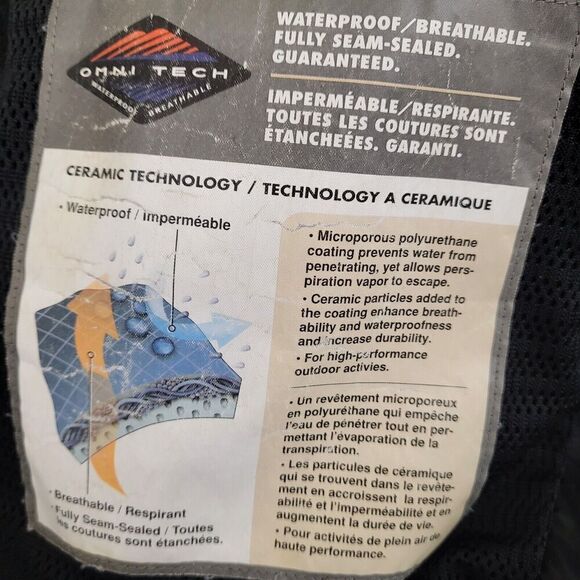 OMNI TECH
WATERPROOF BREATHABLE
WATERPROOF/BREATHABLE.
FULLY SEAM-SEALED.
GUARANTEED.
IMPERMÉABLE/RESPIRANTE.
TOUTES LES COUTURES SONT
ÉTANCHEÉES. GARANTI.
CERAMIC TECHNOLOGY / TECHNOLOGY A CERAMIQUE
• Waterproof / imperméable
• Microporous polyurethane
coating prevents water from
penetrating, yet allows pers-
piration vapor to escape.
• Ceramic particles added to
the coating enhance breath-
ability and waterproofness
and increase durability.
• For high-performance
outdoor activies.
• Un revêtement microporeux
en polyuréthane qui empêche
l'eau de pénétrer tout en per-
mettant l'évaporation de la
transpiration.
• Les particules de céramique
qui se trouvent dans le revête-
ment en accroissent la respir-
abilité et l'imperméabilité et en
augmentent la durée de vie.
• Pour activités de plein air de
haute performance.
• Breathable / Respirant
• Fully Seam-Sealed / Toutes
les coutures sont étanchées.